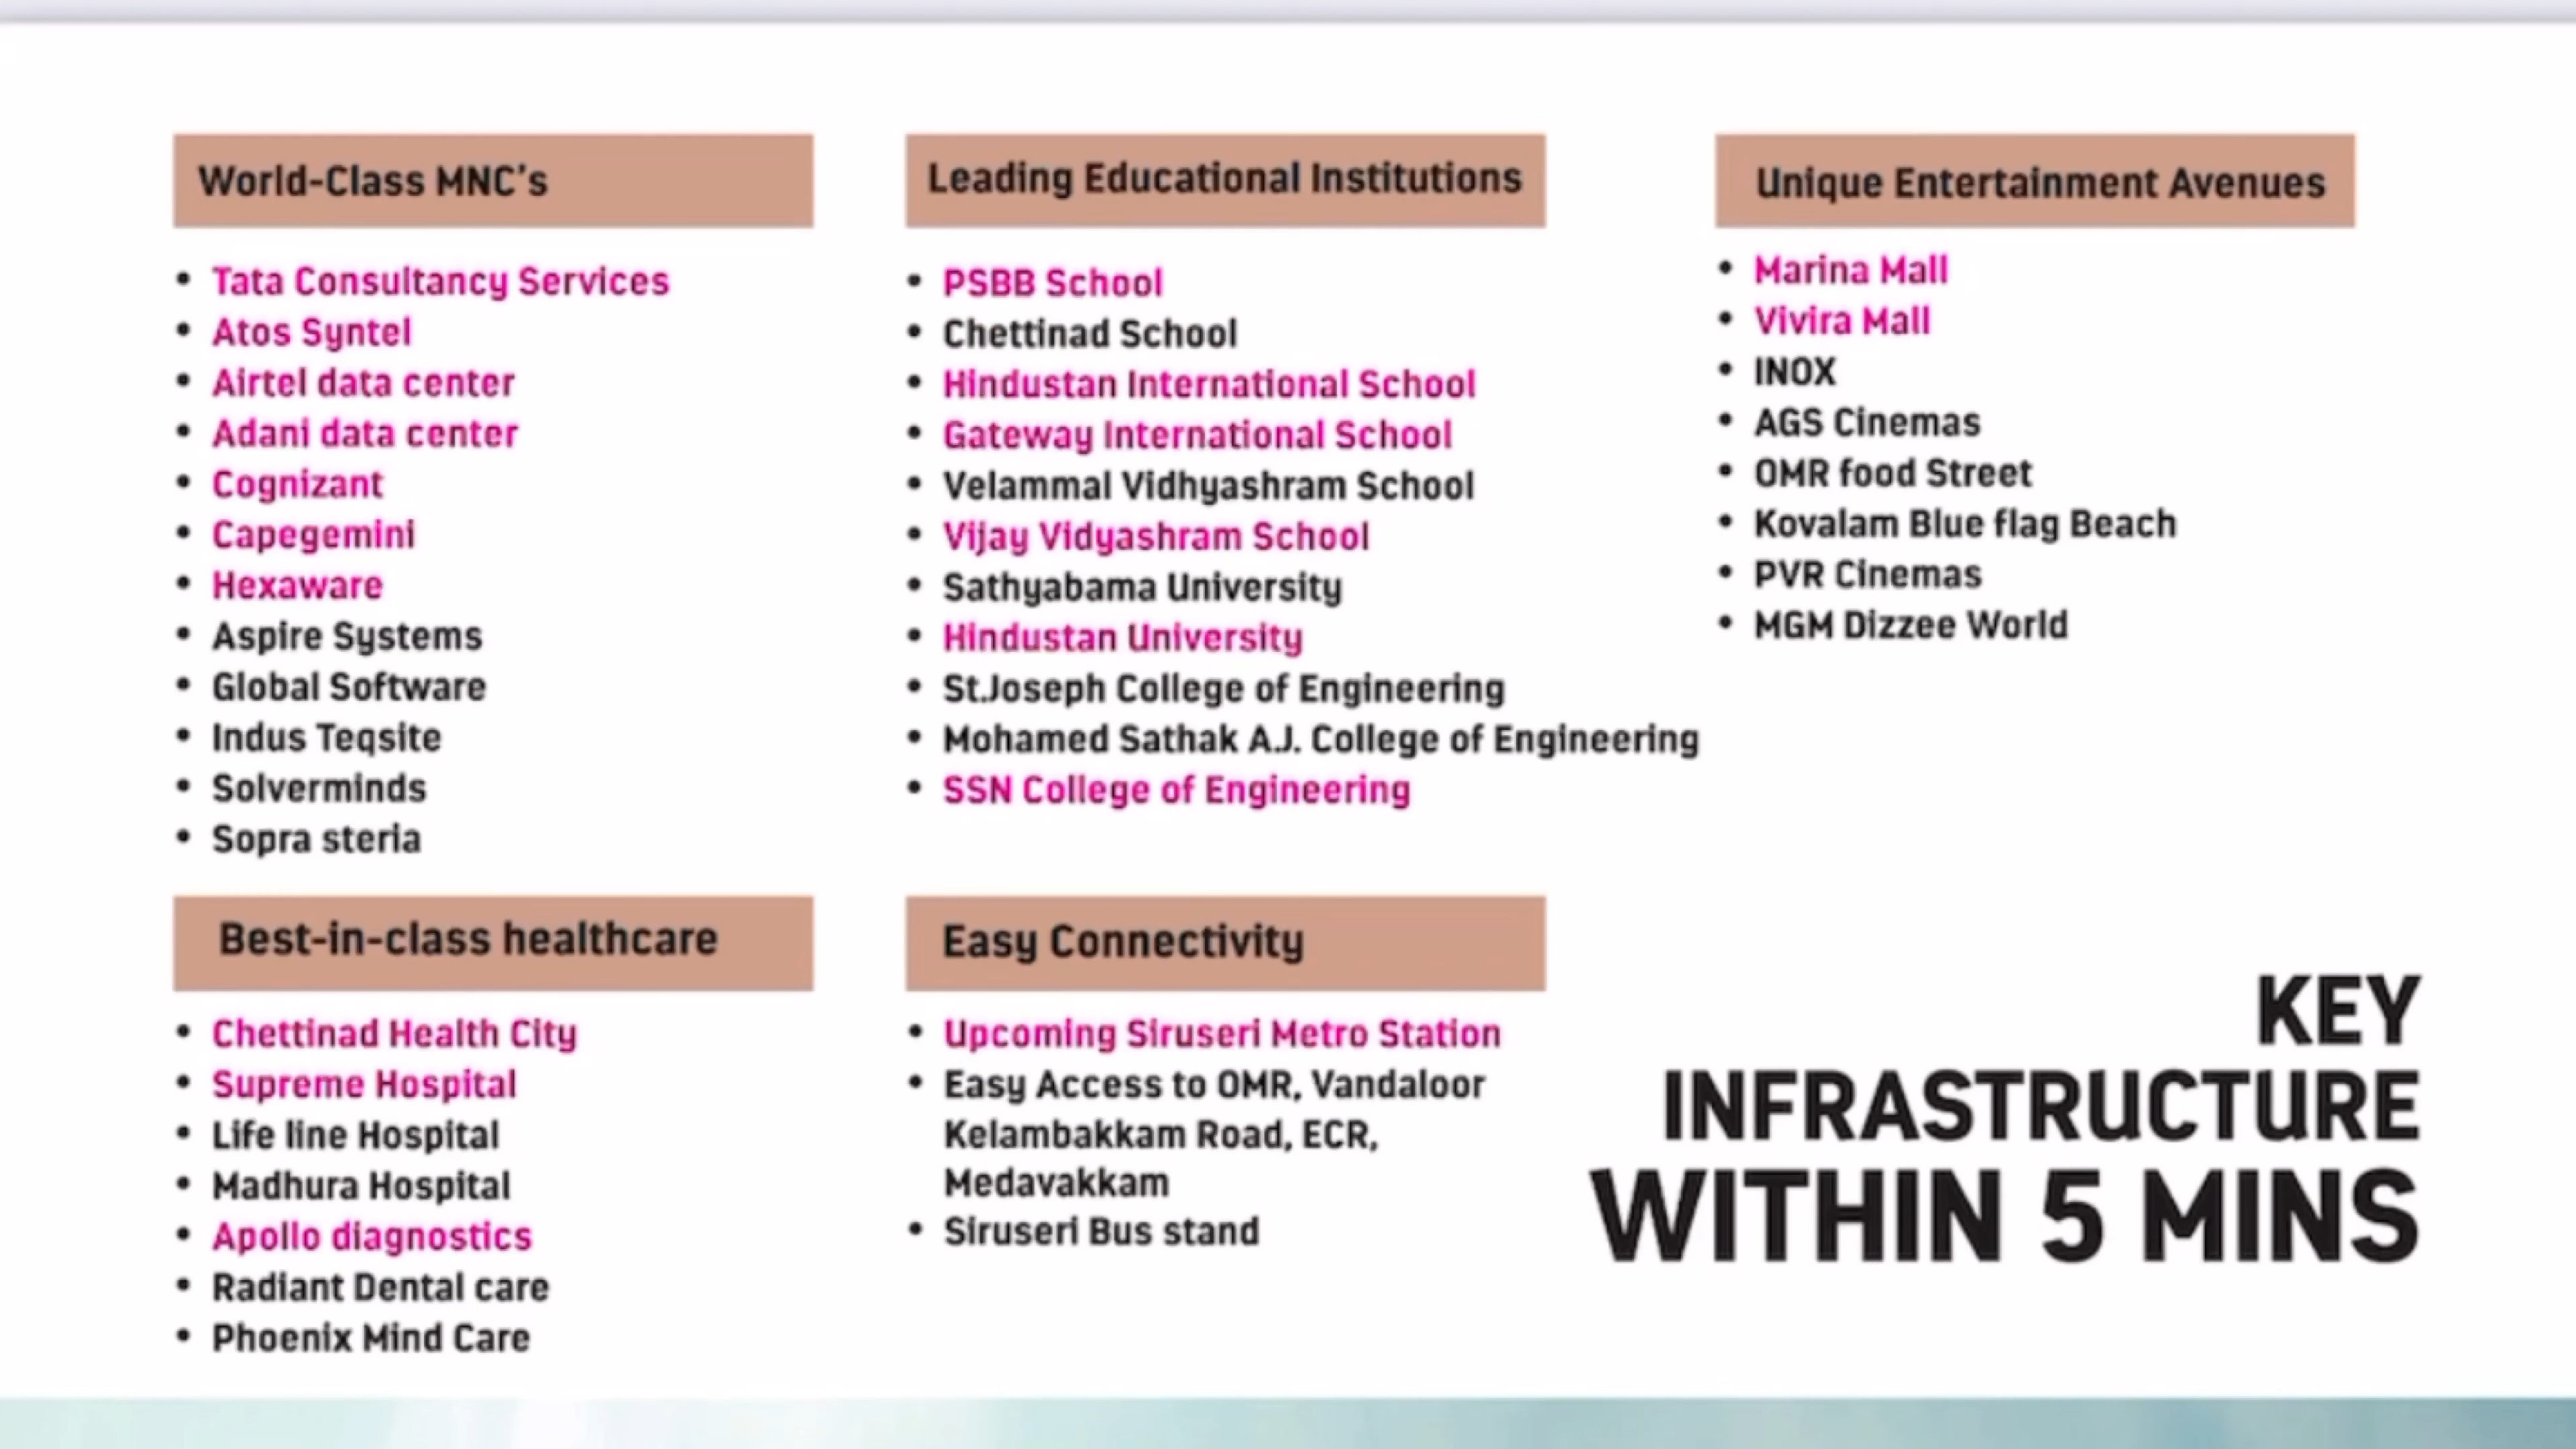 World-Class MNC's
• Tata Consultancy Services
• Atos Syntel
• Airtel data center
• Adani data center
• Cognizant
• Capegemini
• Hexaware
• Aspire Systems
• Global Software
• Indus Teqsite
• Solverminds
• Sopra steria
Leading Educational Institutions
• PSBB School
• Chettinad School
• Hindustan International School
• Gateway International School
• Velammal Vidhyashram School
• Vijay Vidyashram School
• Sathyabama University
• Hindustan University
• St.Joseph College of Engineering
• Mohamed Sathak A.J. College of Engineering
• SSN College of Engineering
Unique Entertainment Avenues
• Marina Mall
• Vivira Mall
• INOX
• AGS Cinemas
• OMR food Street
• Kovalam Blue flag Beach
• PVR Cinemas
• MGM Dizzee World
Best-in-class healthcare
• Chettinad Health City
• Supreme Hospital
• Life line Hospital
• Madhura Hospital
• Apollo diagnostics
• Radiant Dental care
• Phoenix Mind Care
Easy Connectivity
• Upcoming Siruseri Metro Station
• Easy Access to OMR, Vandaloor
Kelambakkam Road, ECR,
Medavakkam
• Siruseri Bus stand
KEY
INFRASTRUCTURE
WITHIN 5 MINS